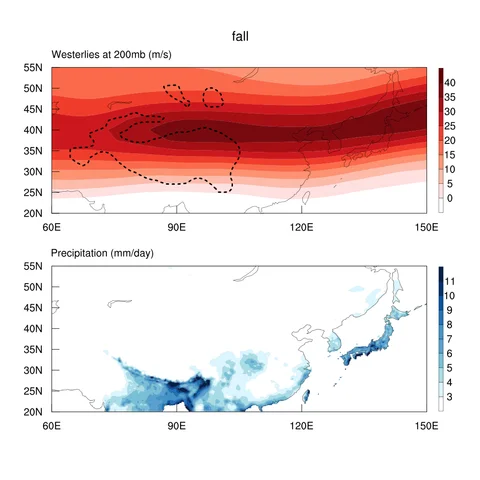 fall
Westerlies at 200mb (m/s)
55N
50N
45N
40N
35N
30N
25N
20N
60E
90E
120E
150E
40
35
30
25
20
15
10
5
0
Precipitation (mm/day)
55N
50N
45N
40N
35N
30N
25N
20N
60E
90E
120E
150E
11
10
9
8
7
6
5
4
3